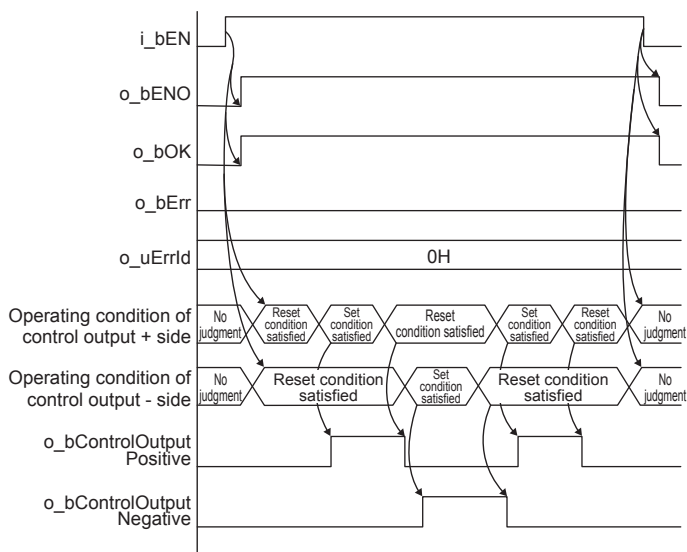 i_bEN
o_bENO
o_bOK
o_bErr
o_uErrId
0H
Operating condition of
control output + side
No
judgment
Reset
condition
satisfied
Set
condition
satisfied
Reset
condition satisfied
Set
condition
satisfied
Reset
condition
satisfied
No
judgment
Operating condition of
control output - side
No
judgment
Reset condition
satisfied
Set
condition
satisfied
Reset condition
satisfied
No
judgment
o_bControlOutput
Positive
o_bControlOutput
Negative